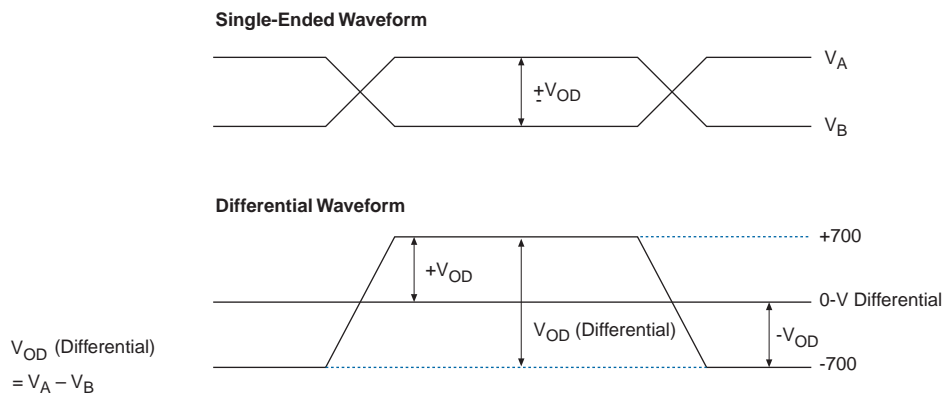 Single-Ended Waveform
V_A
±V_OD
V_B
Differential Waveform
+700
+V_OD
0-V Differential
V_OD (Differential)
-V_OD
-700
V_OD (Differential)
= V_A – V_B